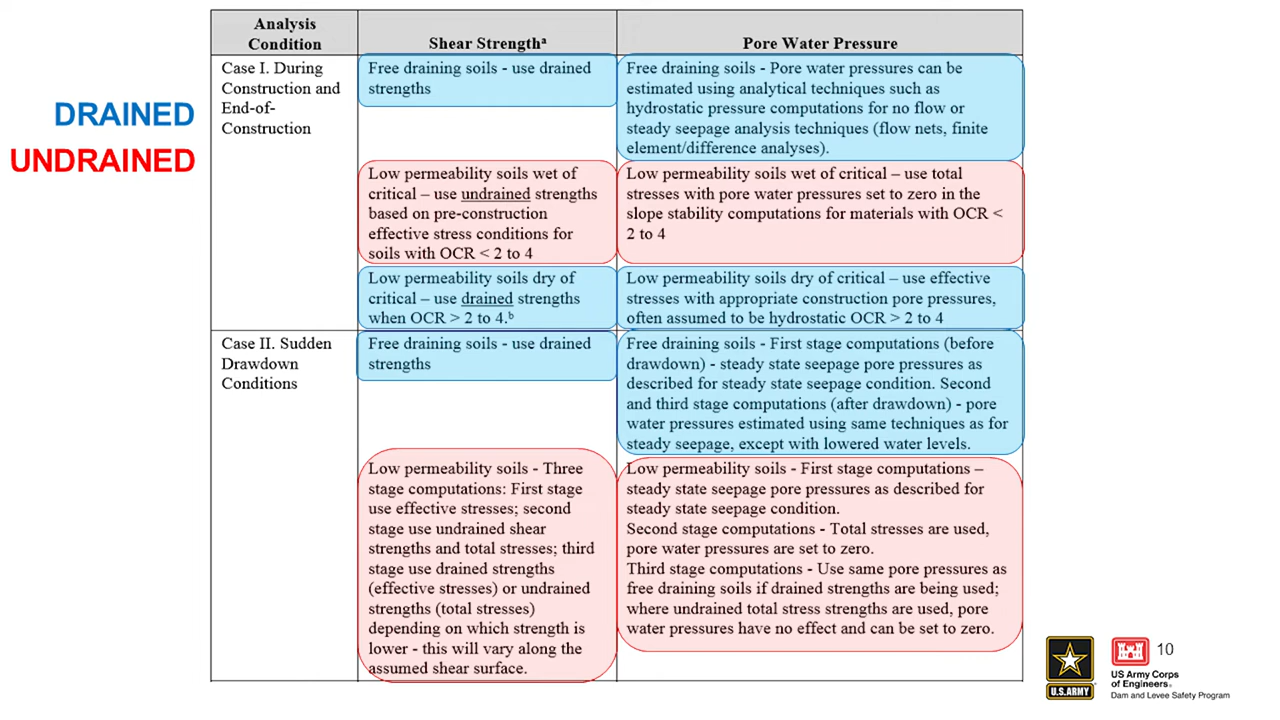 DRAINED
UNDRAINED
Analysis
Condition
Shear Strengthᵃ
Pore Water Pressure
Case I. During
Construction and
End-of-
Construction
Free draining soils - use drained
strengths
Free draining soils - Pore water pressures can be
estimated using analytical techniques such as
hydrostatic pressure computations for no flow or
steady seepage analysis techniques (flow nets, finite
element/difference analyses).
Low permeability soils wet of
critical – use undrained strengths
based on pre-construction
effective stress conditions for
soils with OCR < 2 to 4
Low permeability soils wet of critical – use total
stresses with pore water pressures set to zero in the
slope stability computations for materials with OCR <
2 to 4
Low permeability soils dry of
critical – use drained strengths
when OCR > 2 to 4.ᵇ
Low permeability soils dry of critical – use effective
stresses with appropriate construction pore pressures,
often assumed to be hydrostatic OCR > 2 to 4
Case II. Sudden
Drawdown
Conditions
Free draining soils - use drained
strengths
Free draining soils - First stage computations (before
drawdown) - steady state seepage pore pressures as
described for steady state seepage condition. Second
and third stage computations (after drawdown) - pore
water pressures estimated using same techniques as for
steady seepage, except with lowered water levels.
Low permeability soils - Three
stage computations: First stage
use effective stresses; second
stage use undrained shear
strengths and total stresses; third
stage use drained strengths
(effective stresses) or undrained
strengths (total stresses)
depending on which strength is
lower - this will vary along the
assumed shear surface.
Low permeability soils - First stage computations –
steady state seepage pore pressures as described for
steady state seepage condition.
Second stage computations - Total stresses are used,
pore water pressures are set to zero.
Third stage computations - Use same pore pressures as
free draining soils if drained strengths are being used;
where undrained total stress strengths are used, pore
water pressures have no effect and can be set to zero.
U.S.ARMY
10
US Army Corps
of Engineers®
Dam and Levee Safety Program